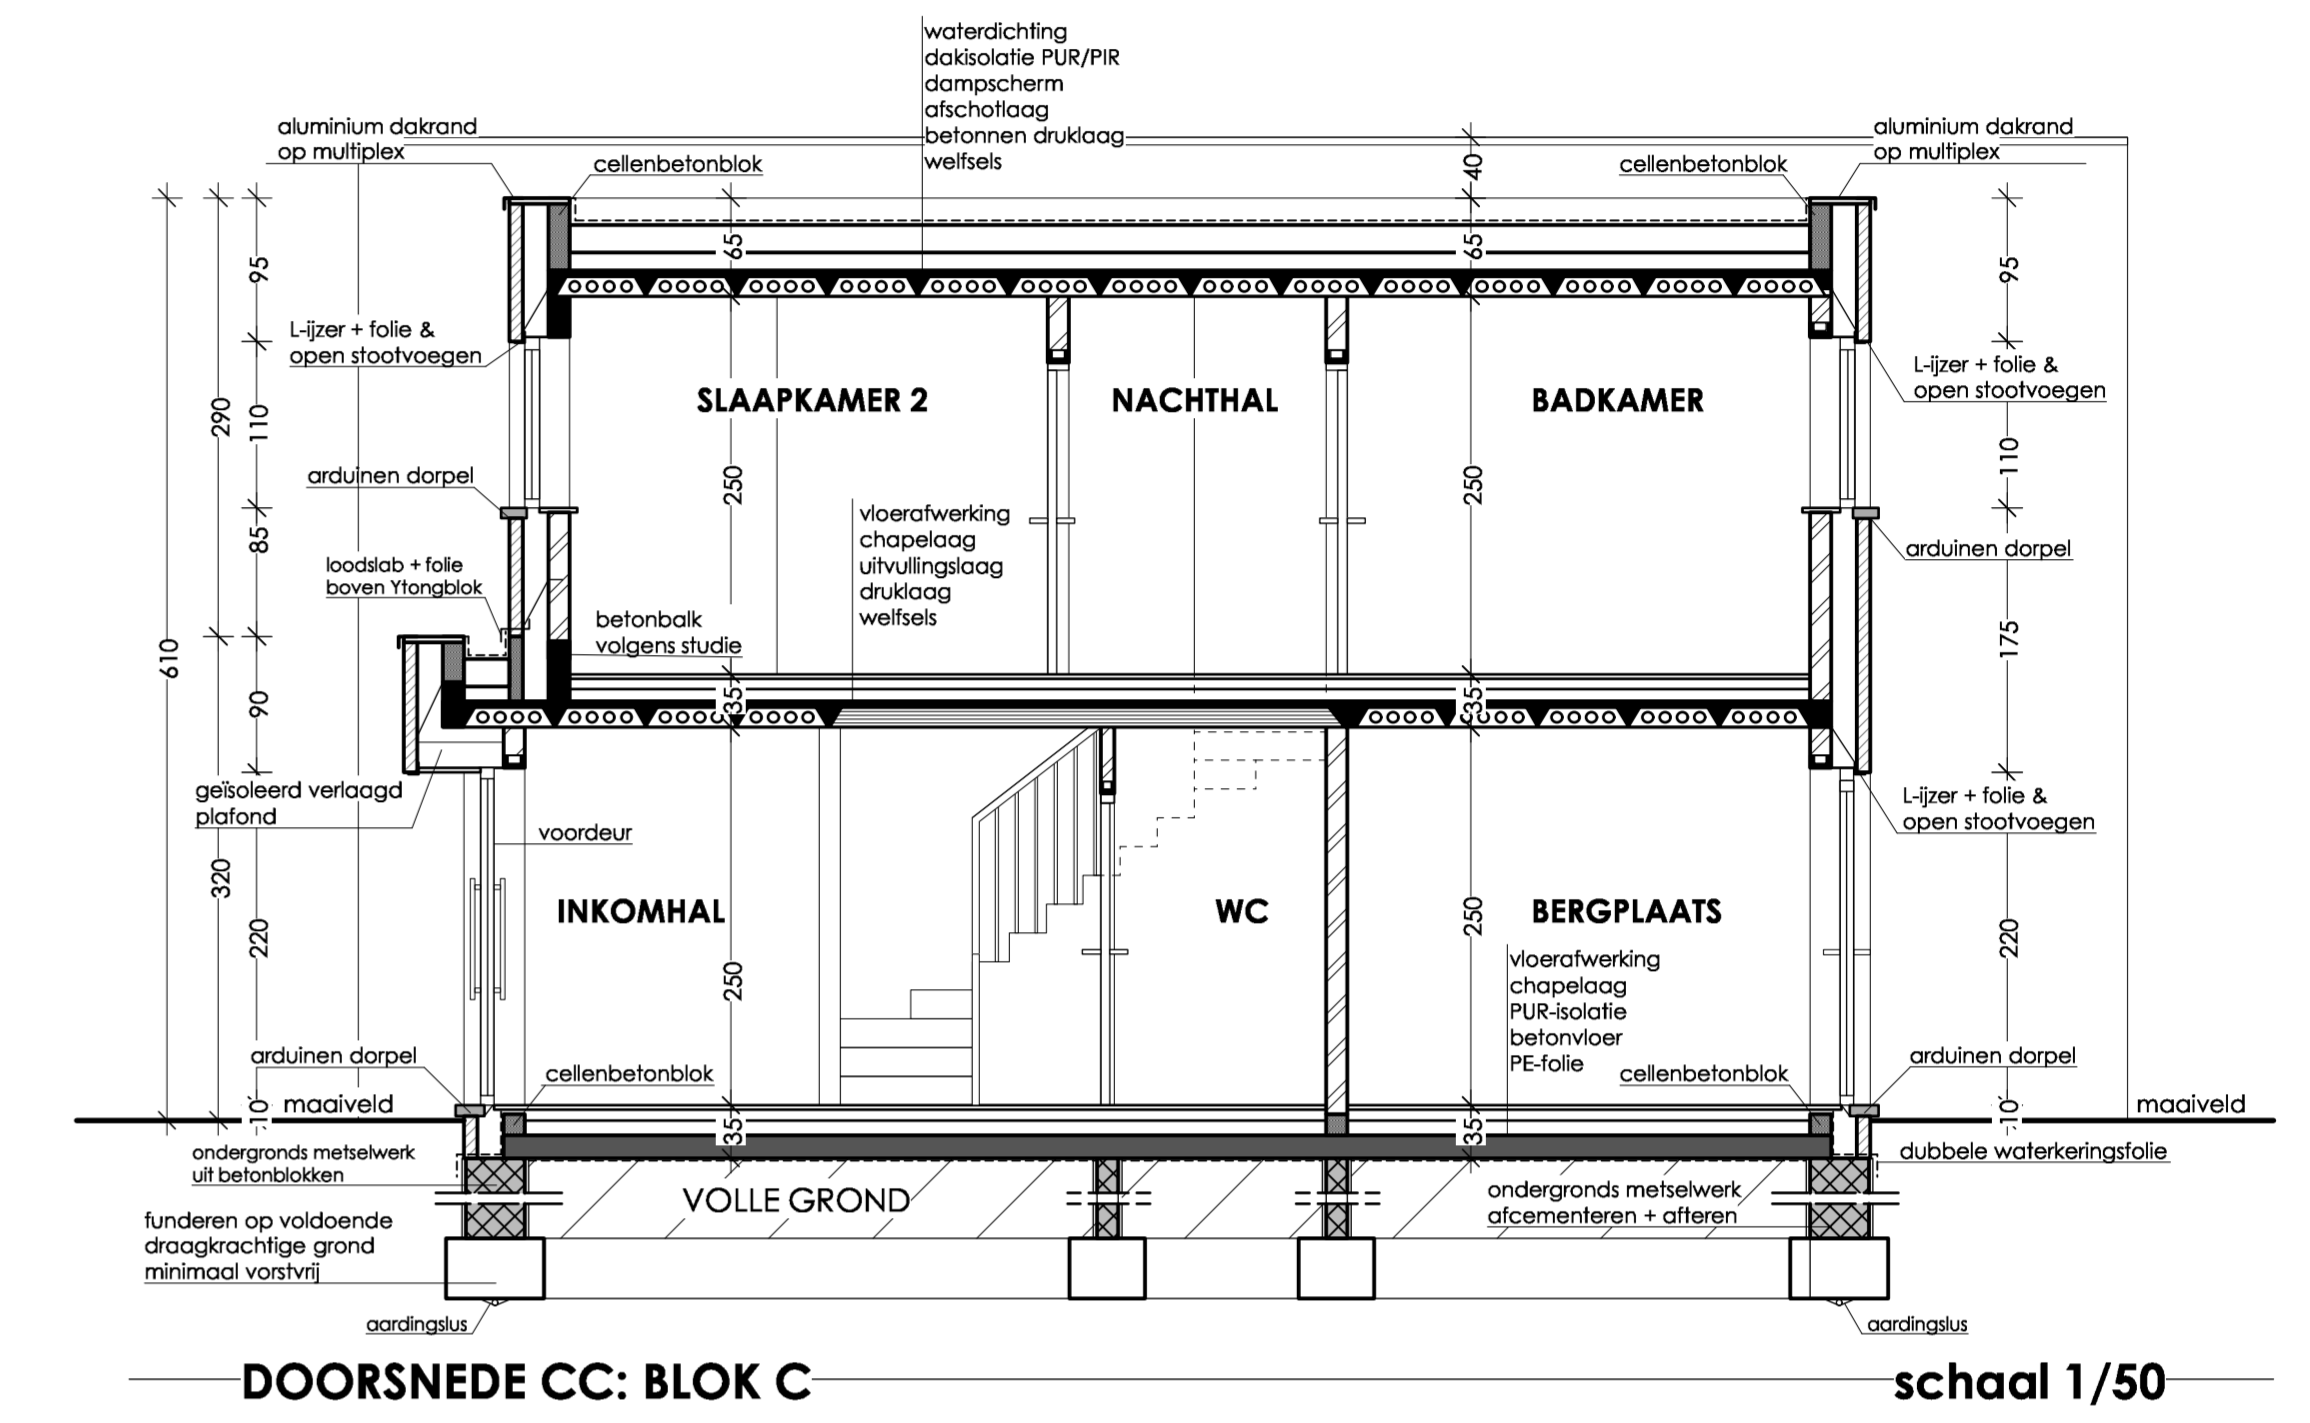 waterdichting
dakisolatie PUR/PIR
dampscherm
afschotlaag
betonnen druklaag
welfsels
aluminium dakrand
op multiplex
cellenbetonblok
40
cellenbetonblok
aluminium dakrand
op multiplex
65
65
95
95
L-ijzer + folie &
open stootvoegen
L-ijzer + folie &
open stootvoegen
SLAAPKAMER 2
NACHTHAL
BADKAMER
290
110
110
250
250
arduinen dorpel
arduinen dorpel
85
vloerafwerking
chapelaag
uitvullingslaag
druklaag
welfsels
loodslab + folie
boven Ytongblok
betonbalk
volgens studie
610
175
90
35
35
geïsoleerd verlaagd
plafond
L-ijzer + folie &
open stootvoegen
voordeur
320
INKOMHAL
WC
BERGPLAATS
220
250
250
220
vloerafwerking
chapelaag
PUR-isolatie
betonvloer
PE-folie
arduinen dorpel
cellenbetonblok
cellenbetonblok
arduinen dorpel
10
maaiveld
10
maaiveld
35
35
ondergronds metselwerk
uit betonblokken
dubbele waterkeringsfolie
VOLLE GROND
ondergronds metselwerk
afcementeren + afteren
funderen op voldoende
draagkrachtige grond
minimaal vorstvrij
aardingslus
aardingslus
DOORSNEDE CC: BLOK C
schaal 1/50